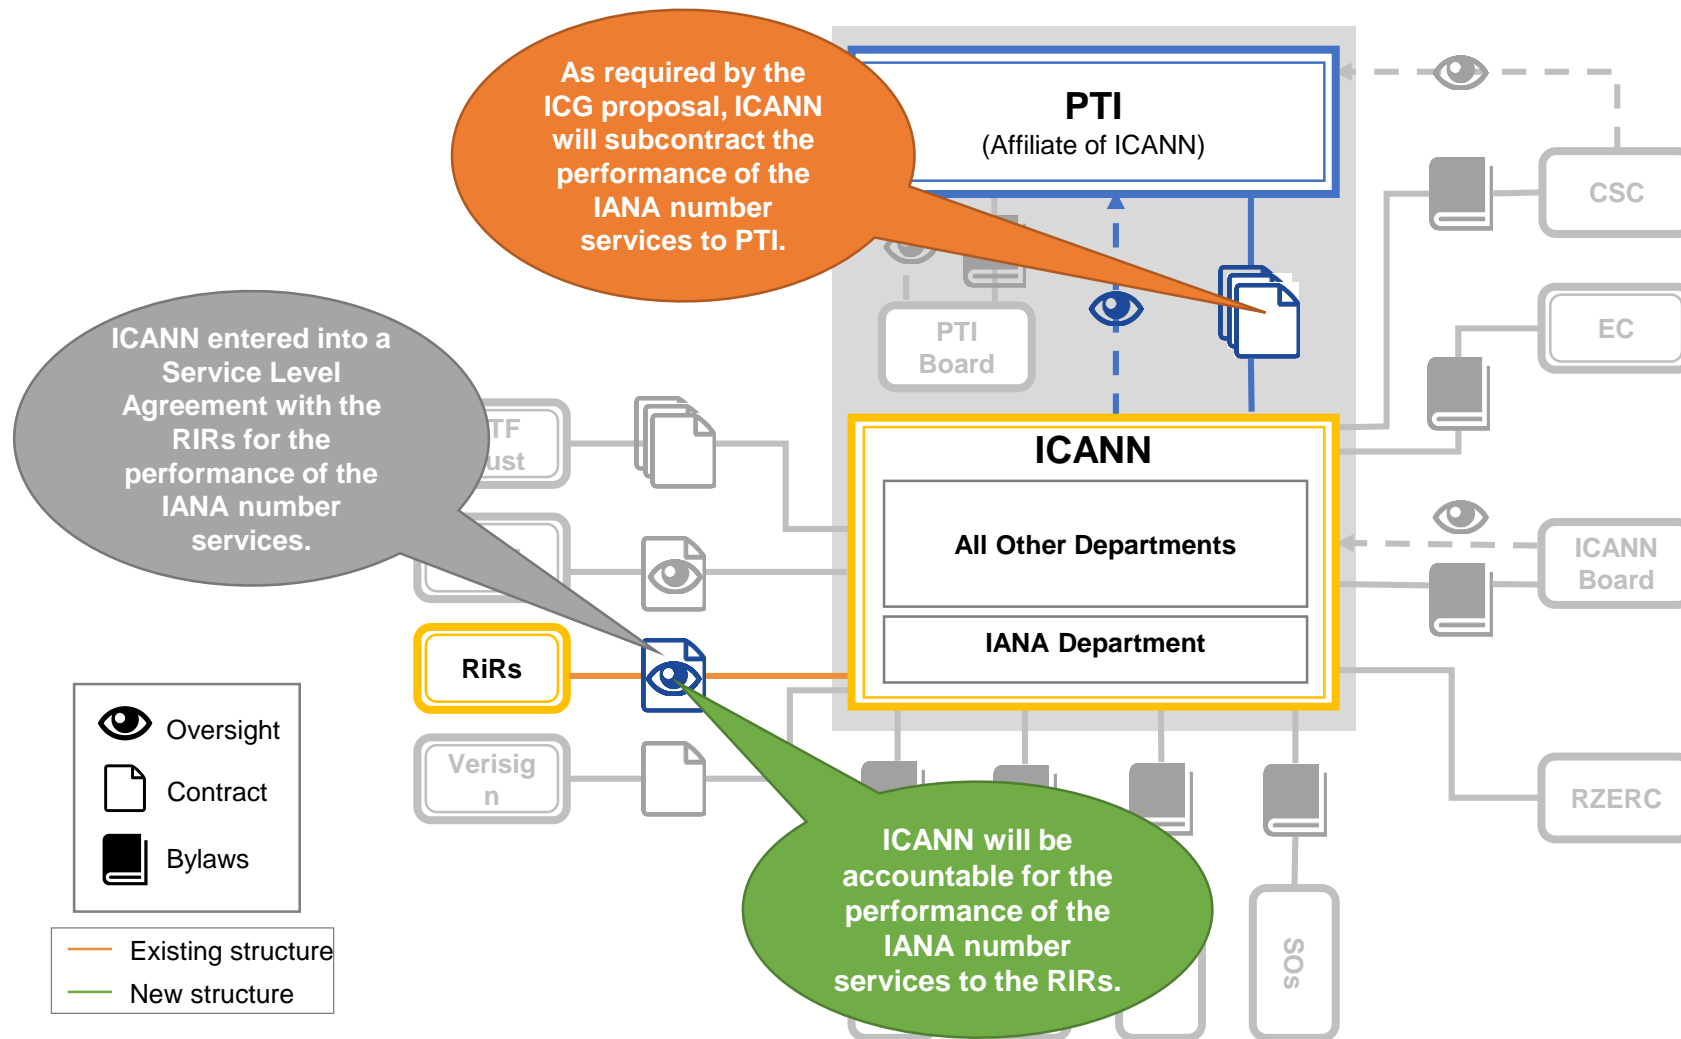 As required by the
ICG proposal, ICANN
will subcontract the
performance of the
IANA number
services to PTI.
PTI
(Affiliate of ICANN)
CSC
EC
PTI
Board
ICANN entered into a
Service Level
Agreement with the
RIRs for the
performance of the
IANA number
services.
TF
ust
ICANN
All Other Departments
IANA Department
ICANN
Board
RiRs
Verisig
n
RZERC
Oversight
Contract
Bylaws
Existing structure
New structure
ICANN will be
accountable for the
performance of the
IANA number
services to the RIRs.
SOs